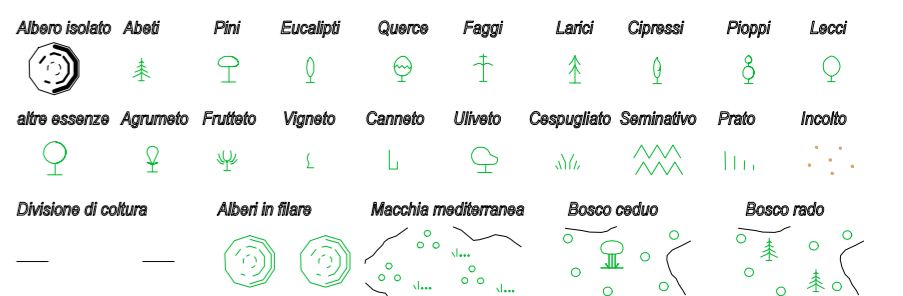 Albero isolato Abeti Pini Eucalipti Querce Faggi Larici Cipressi Pioppi Lecci
altre essenze Agrumeto Frutteto Vigneto Canneto Uliveto Cespugliato Seminativo Prato Incolto
Divisione di coltura Alberi in filare Macchia mediterranea Bosco ceduo Bosco rado